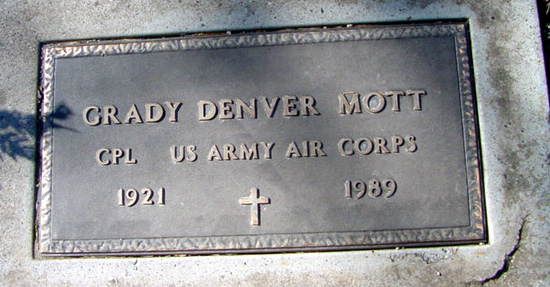 GRADY DENVER MOTT
CPL US ARMY AIR CORPS
1921 1989